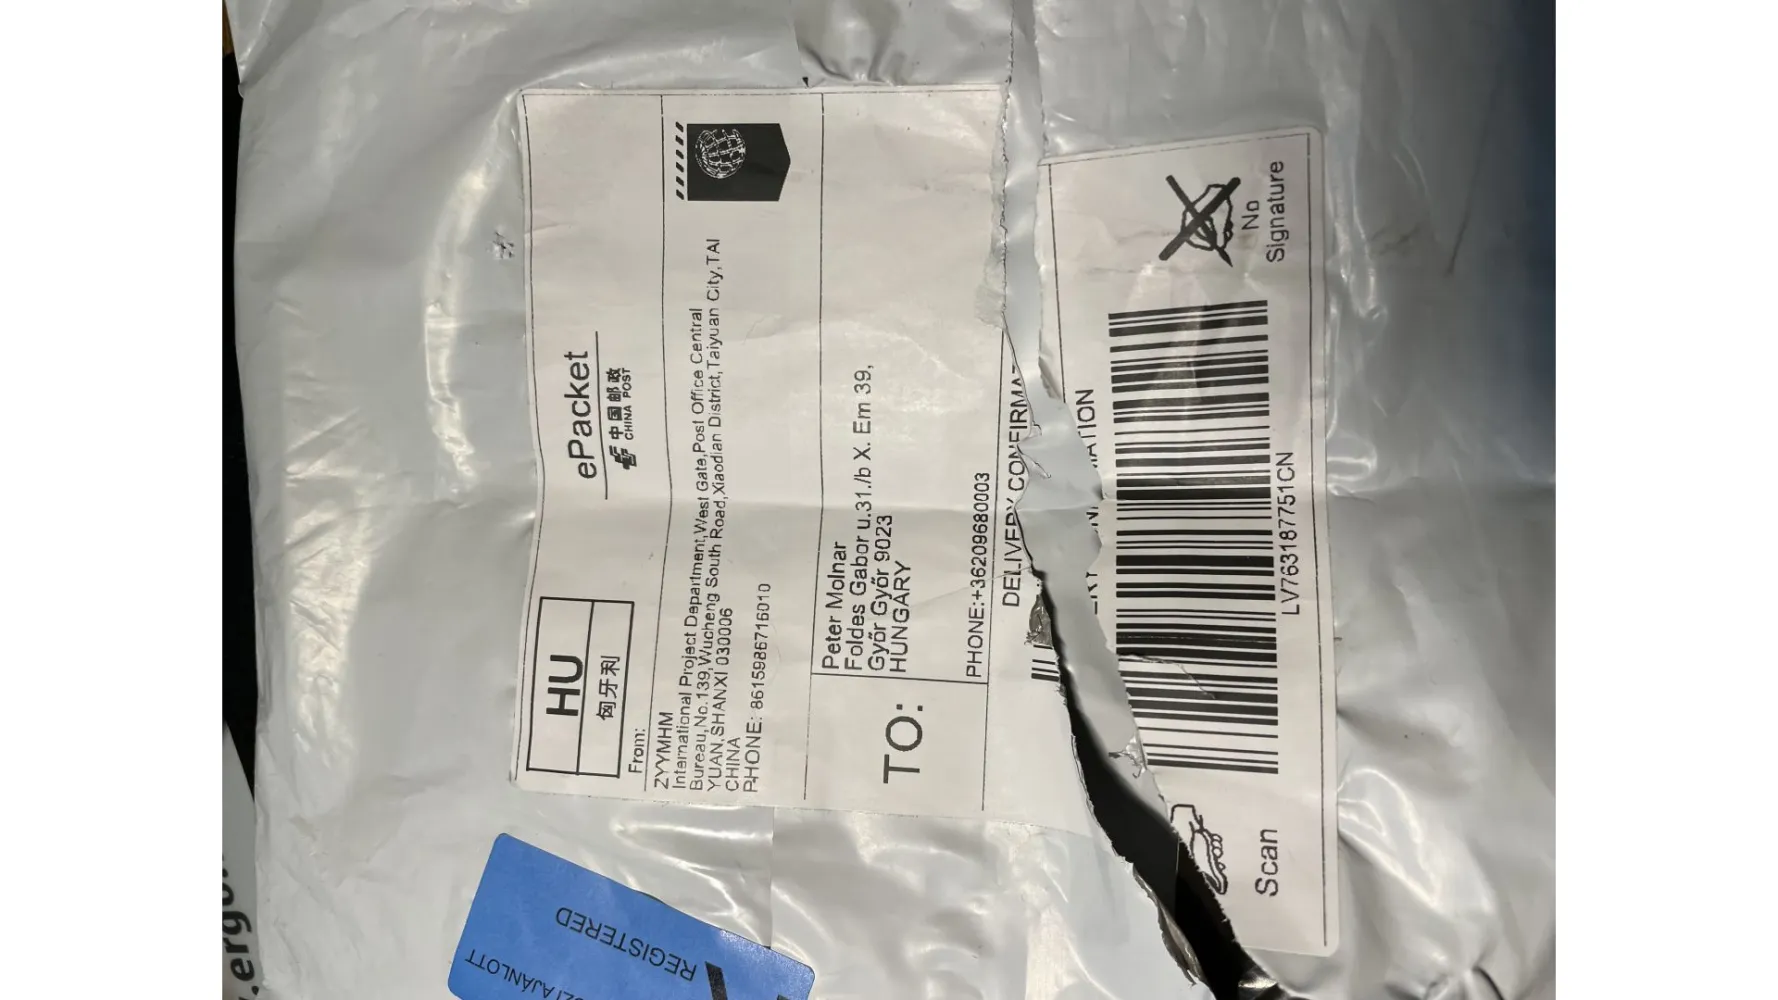 ePacket
中国邮政
CHINA POST
HU
匈牙利
From:
ZYYMHM
International Project Department,West Gate,Post Office Central
Bureau,No.139,Wucheng South Road,Xiaodian District,Taiyuan City,TAI
YUAN,SHANXI 030006
CHINA
PHONE: 8615986716010
TO:
Peter Molnar
Foldes Gabor u.31./b X. Em 39,
Győr Győr 9023
HUNGARY
PHONE:+36209680003
DELIVERY CONFIRMATION
No
Signature
LV763187751CN
Scan
REGISTERED
AJÁNLOTT